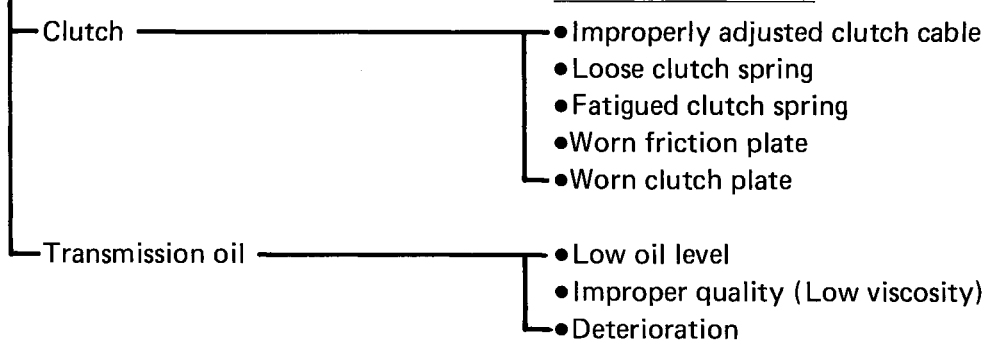 Clutch
●Improperly adjusted clutch cable
●Loose clutch spring
●Fatigued clutch spring
●Worn friction plate
●Worn clutch plate
Transmission oil
●Low oil level
●Improper quality (Low viscosity)
●Deterioration